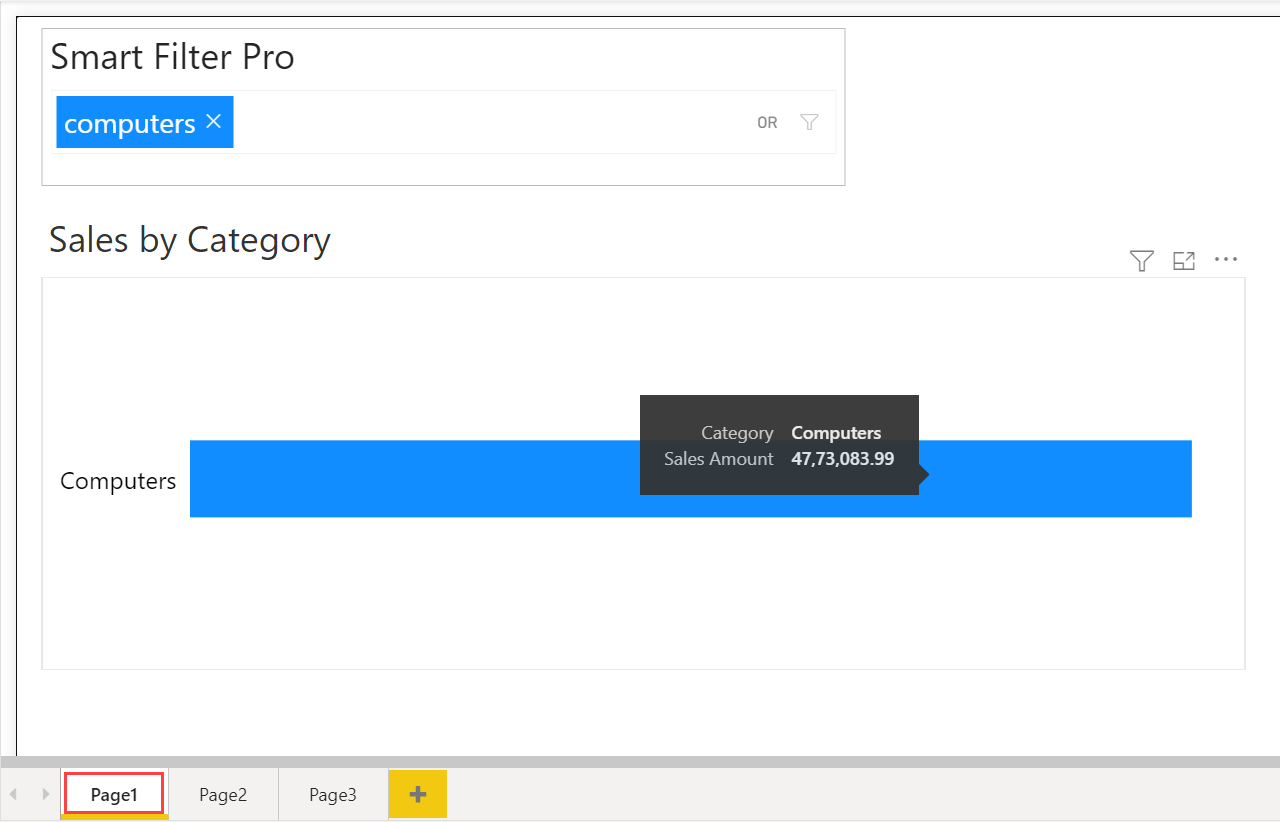 Smart Filter Pro
computers
OR
Sales by Category
Category Computers
Sales Amount 47,73,083.99
Computers
Page1 Page2 Page3